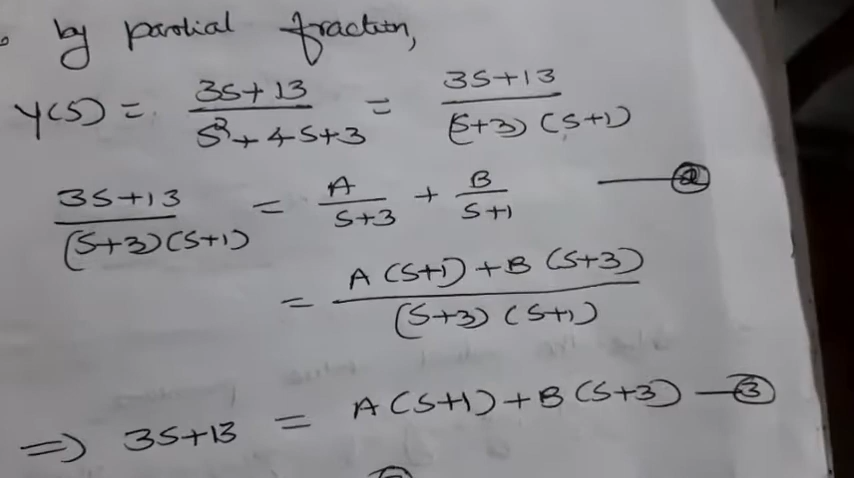 by partial fraction,
Y(s) = 3s+13 / s²+4s+3 = 3s+13 / (s+3)(s+1)
3s+13 / (s+3)(s+1) = A / s+3 + B / s+1 — ②
= A(s+1)+B(s+3) / (s+3)(s+1)
=> 3s+13 = A(s+1)+B(s+3) — ③